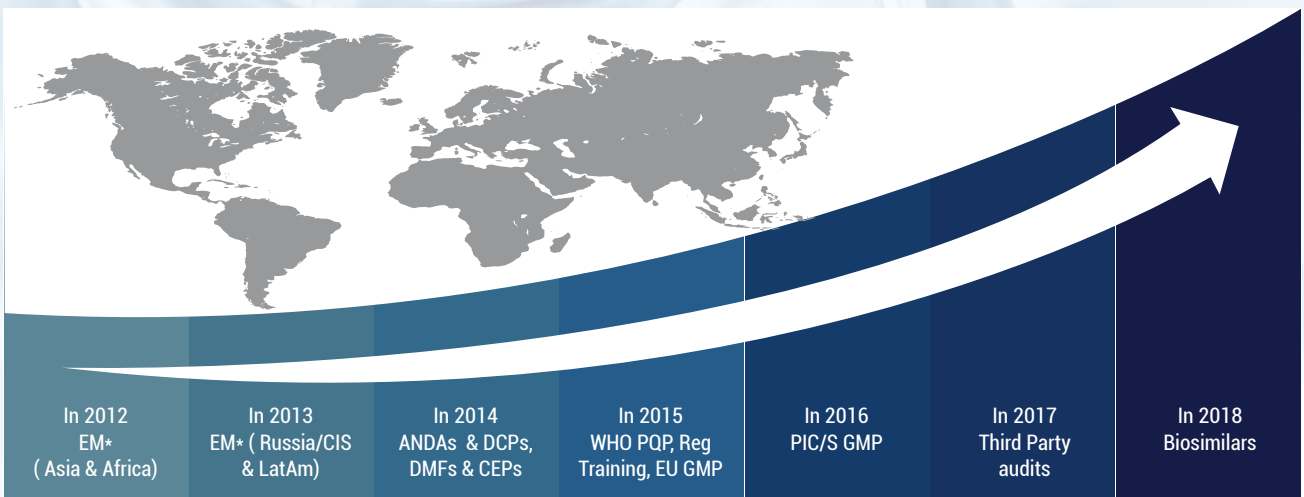 In 2012
EM*
( Asia & Africa)
In 2013
EM* ( Russia/CIS
& LatAm)
In 2014
ANDAs & DCPs,
DMFs & CEPs
In 2015
WHO PQP, Reg
Training, EU GMP
In 2016
PIC/S GMP
In 2017
Third Party
audits
In 2018
Biosimilars